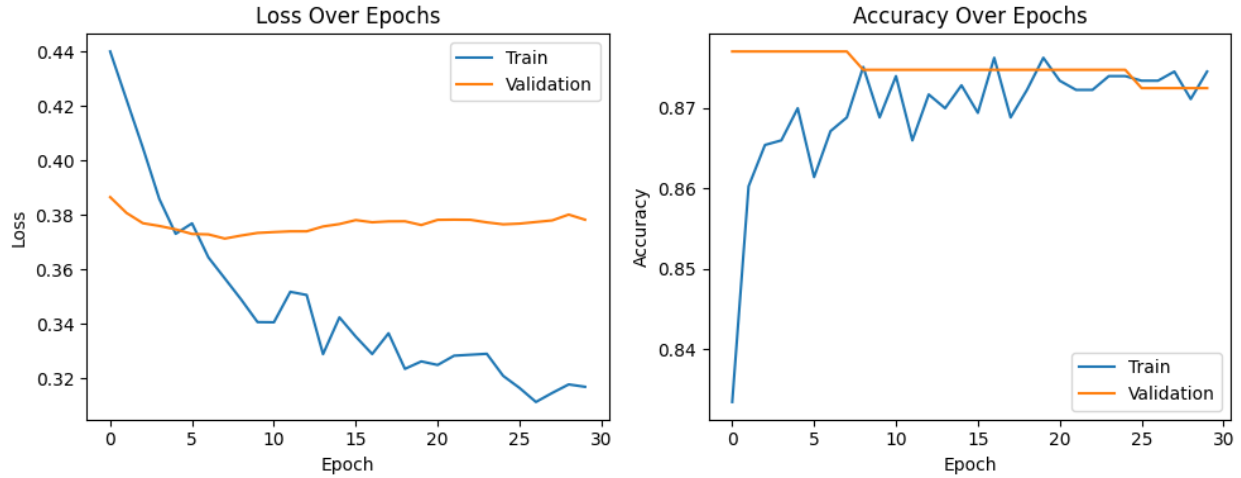 Loss Over Epochs
0.44
0.42
0.40
0.38
0.36
0.34
0.32
Loss
Train
Validation
0
5
10
15
20
25
30
Epoch
Accuracy Over Epochs
0.87
0.86
0.85
0.84
Accuracy
Train
Validation
0
5
10
15
20
25
30
Epoch